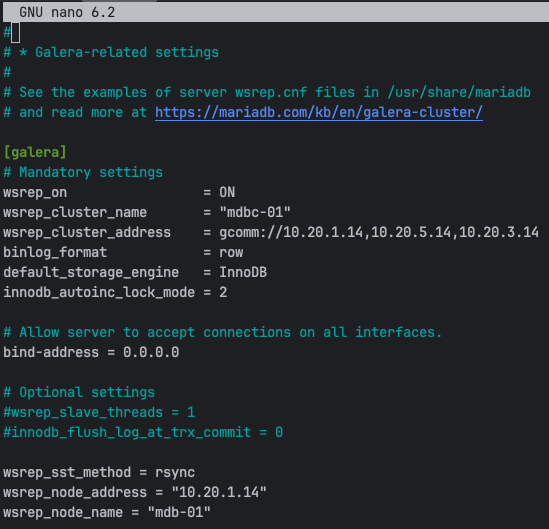 GNU nano 6.2
#
# * Galera-related settings
#
# See the examples of server wsrep.cnf files in /usr/share/mariadb
# and read more at https://mariadb.com/kb/en/galera-cluster/
[galera]
# Mandatory settings
wsrep_on                 = ON
wsrep_cluster_name       = "mdbc-01"
wsrep_cluster_address    = gcomm://10.20.1.14,10.20.5.14,10.20.3.14
binlog_format            = row
default_storage_engine   = InnoDB
innodb_autoinc_lock_mode = 2
# Allow server to accept connections on all interfaces.
bind-address = 0.0.0.0
# Optional settings
#wsrep_slave_threads = 1
#innodb_flush_log_at_trx_commit = 0
wsrep_sst_method = rsync
wsrep_node_address = "10.20.1.14"
wsrep_node_name = "mdb-01"